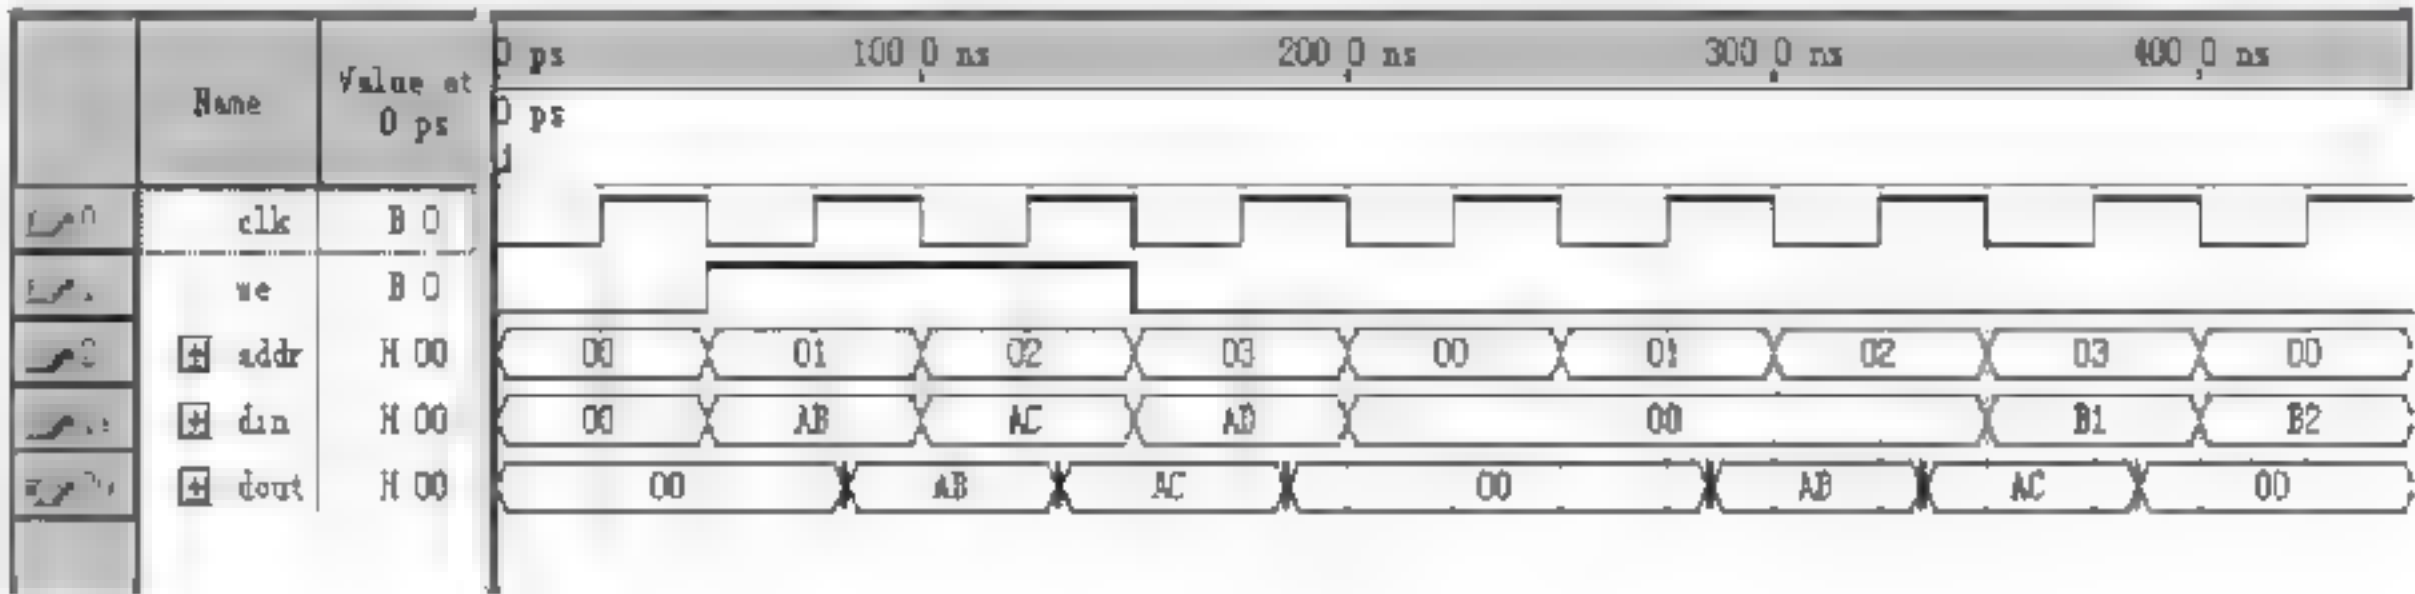 Name Value at 0 ps
0 ps 100.0 ns 200.0 ns 300.0 ns 400.0 ns
0 ps
clk B 0
we B 0
addr H 00 00 01 02 03 00 01 02 03 00
din H 00 00 AB AC AD 00 B1 B2
dout H 00 00 AB AC 00 AB AC 00